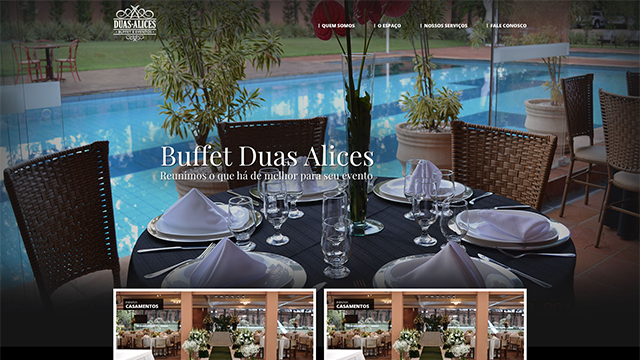 DUAS·ALICES
BUFFET E EVENTOS
| QUEM SOMOS | O ESPAÇO | NOSSOS SERVIÇOS | FALE CONOSCO
Buffet Duas Alices
Reunimos o que há de melhor para seu evento
CASAMENTOS
CASAMENTOS